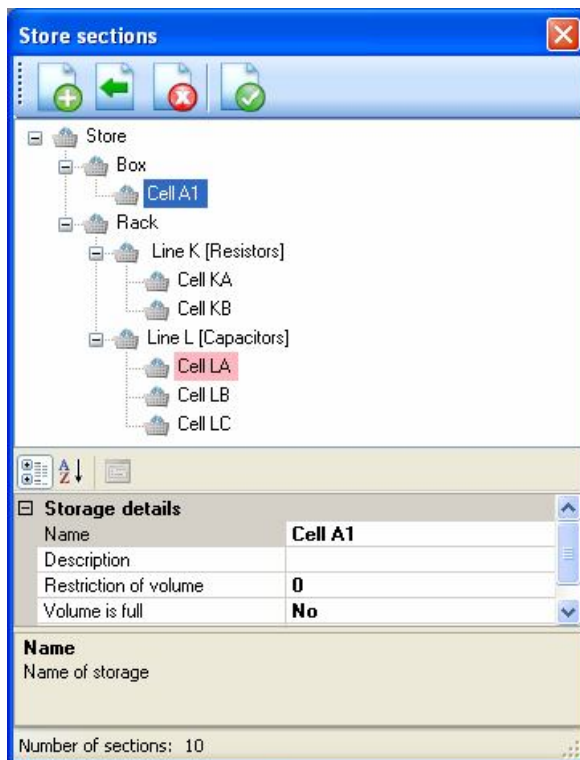 Store sections
Store
Box
Cell A1
Rack
Line K [Resistors]
Cell KA
Cell KB
Line L [Capacitors]
Cell LA
Cell LB
Cell LC
Storage details
Name Cell A1
Description
Restriction of volume 0
Volume is full No
Name
Name of storage
Number of sections: 10